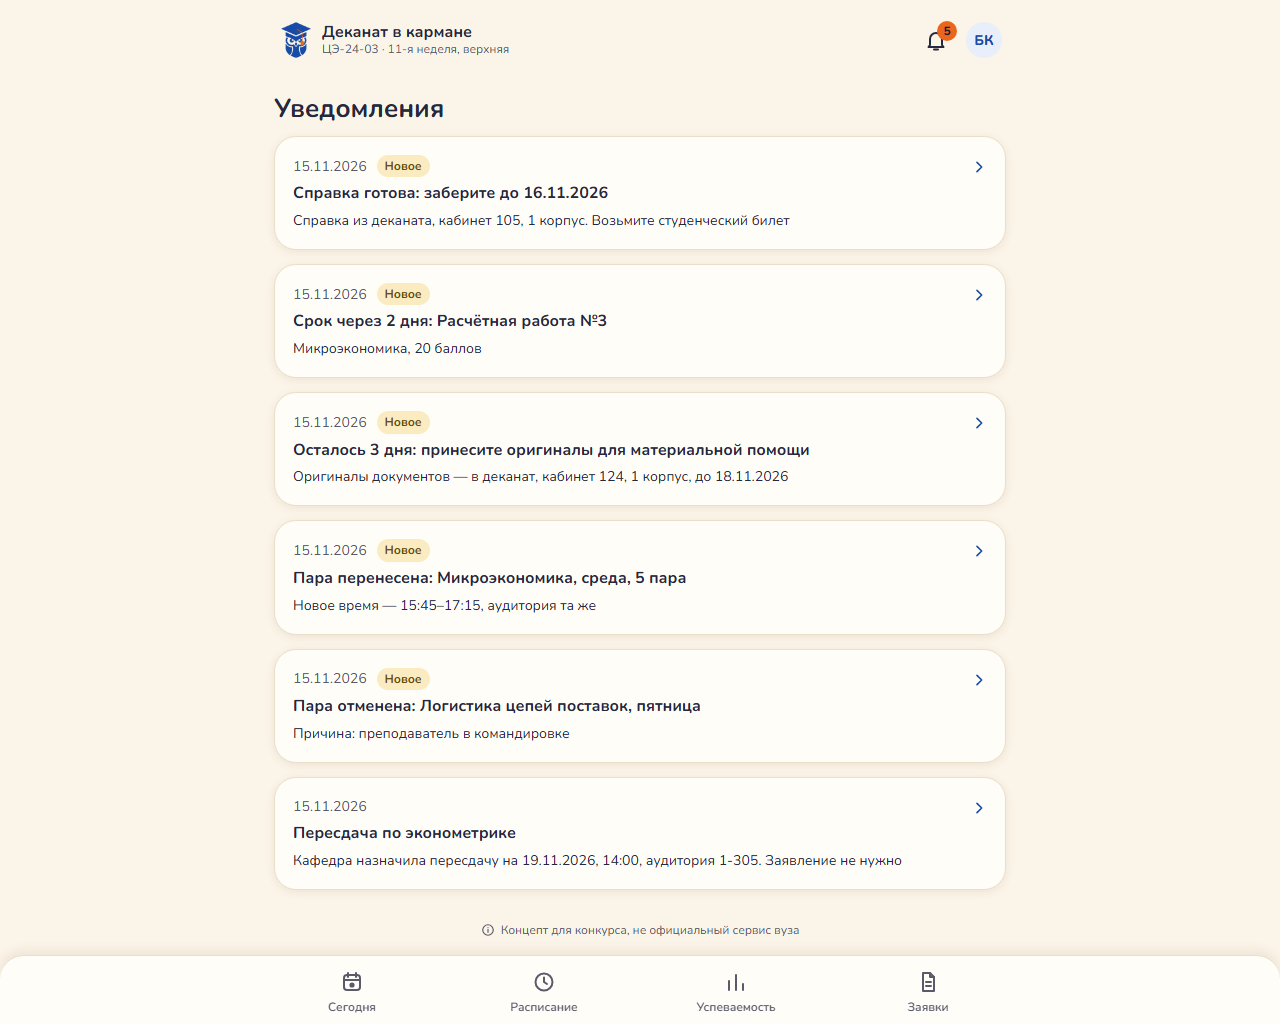 Деканат в кармане
ЦЭ-24-03 · 11-я неделя, верхняя
5
БК
Уведомления
15.11.2026 Новое
Справка готова: заберите до 16.11.2026
Справка из деканата, кабинет 105, 1 корпус. Возьмите студенческий билет
15.11.2026 Новое
Срок через 2 дня: Расчётная работа №3
Микроэкономика, 20 баллов
15.11.2026 Новое
Осталось 3 дня: принесите оригиналы для материальной помощи
Оригиналы документов — в деканат, кабинет 124, 1 корпус, до 18.11.2026
15.11.2026 Новое
Пара перенесена: Микроэкономика, среда, 5 пара
Новое время — 15:45–17:15, аудитория та же
15.11.2026 Новое
Пара отменена: Логистика цепей поставок, пятница
Причина: преподаватель в командировке
15.11.2026
Пересдача по эконометрике
Кафедра назначила пересдачу на 19.11.2026, 14:00, аудитория 1-305. Заявление не нужно
Концепт для конкурса, не официальный сервис вуза
Сегодня Расписание Успеваемость Заявки